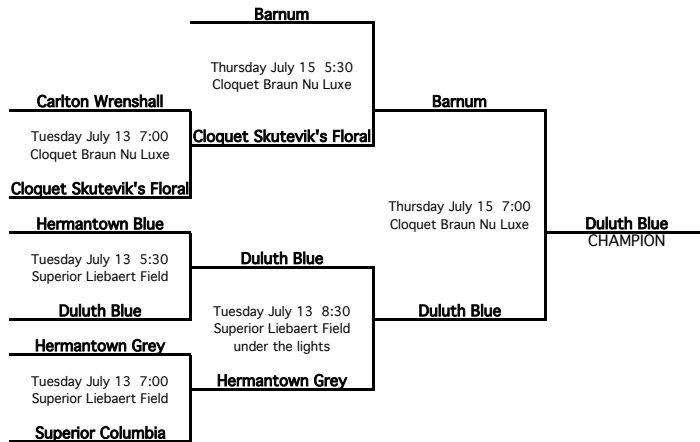 Barnum
Thursday July 15 5:30
Cloquet Braun Nu Luxe
Carlton Wrenshall
Barnum
Tuesday July 13 7:00
Cloquet Braun Nu Luxe
Cloquet Skutevik's Floral
Cloquet Skutevik's Floral
Thursday July 15 7:00
Cloquet Braun Nu Luxe
Hermantown Blue
Duluth Blue
CHAMPION
Tuesday July 13 5:30
Superior Liebaert Field
Duluth Blue
Duluth Blue
Tuesday July 13 8:30
Superior Liebaert Field
under the lights
Duluth Blue
Hermantown Grey
Tuesday July 13 7:00
Superior Liebaert Field
Hermantown Grey
Superior Columbia